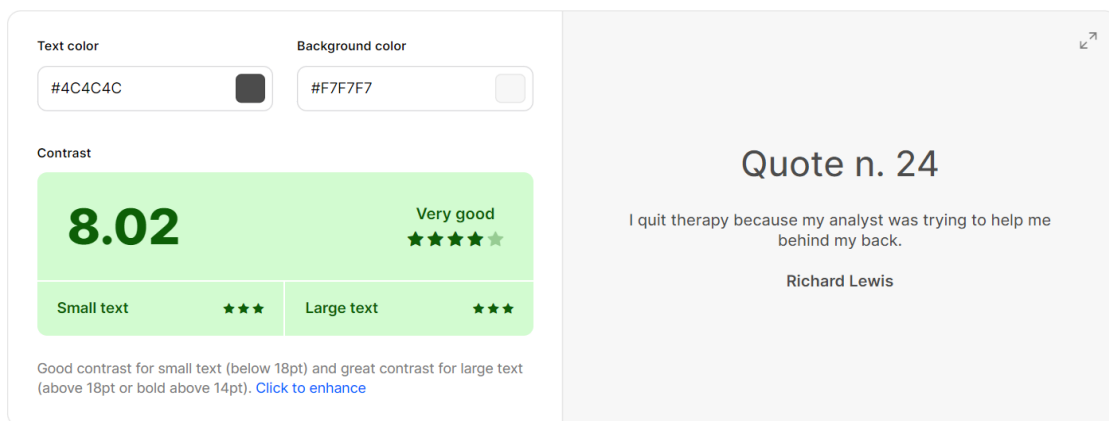 Text color
Background color
#4C4C4C
#F7F7F7
Contrast
8.02
Very good
Small text
Large text
Good contrast for small text (below 18pt) and great contrast for large text
(above 18pt or bold above 14pt). Click to enhance
Quote n. 24
I quit therapy because my analyst was trying to help me
behind my back.
Richard Lewis